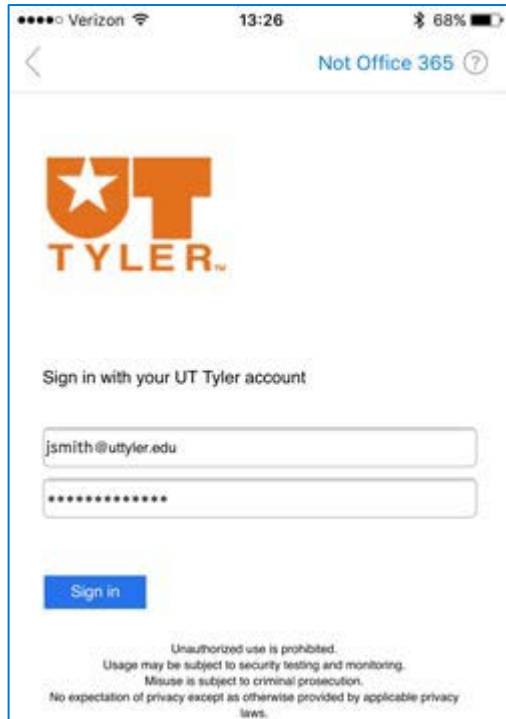 ●●●●○ Verizon 13:26 68%
Not Office 365 ?
UT
TYLER™
Sign in with your UT Tyler account
jsmith@uttyler.edu
•••••••••••••
Sign in
Unauthorized use is prohibited.
Usage may be subject to security testing and monitoring.
Misuse is subject to criminal prosecution.
No expectation of privacy except as otherwise provided by applicable privacy
laws.